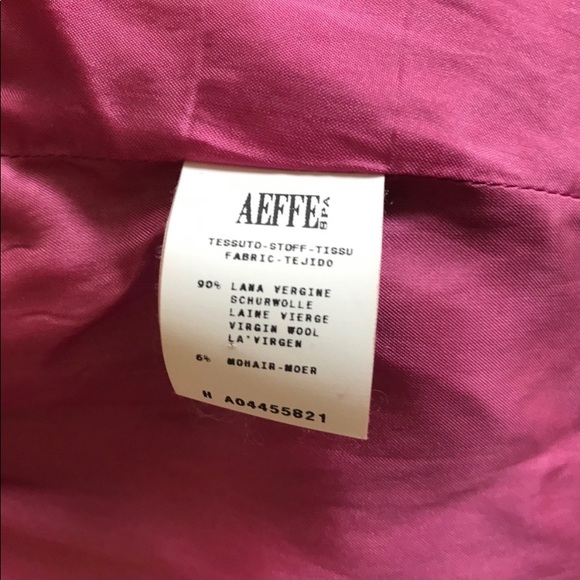 AEFFE SPA
TESSUTO-STOFF-TISSU
FABRIC-TEJIDO
90% LANA VERGINE
SCHURWOLLE
LAINE VIERGE
VIRGIN WOOL
LA'VIRGEN
6% MOHAIR-MOER
H A04455821